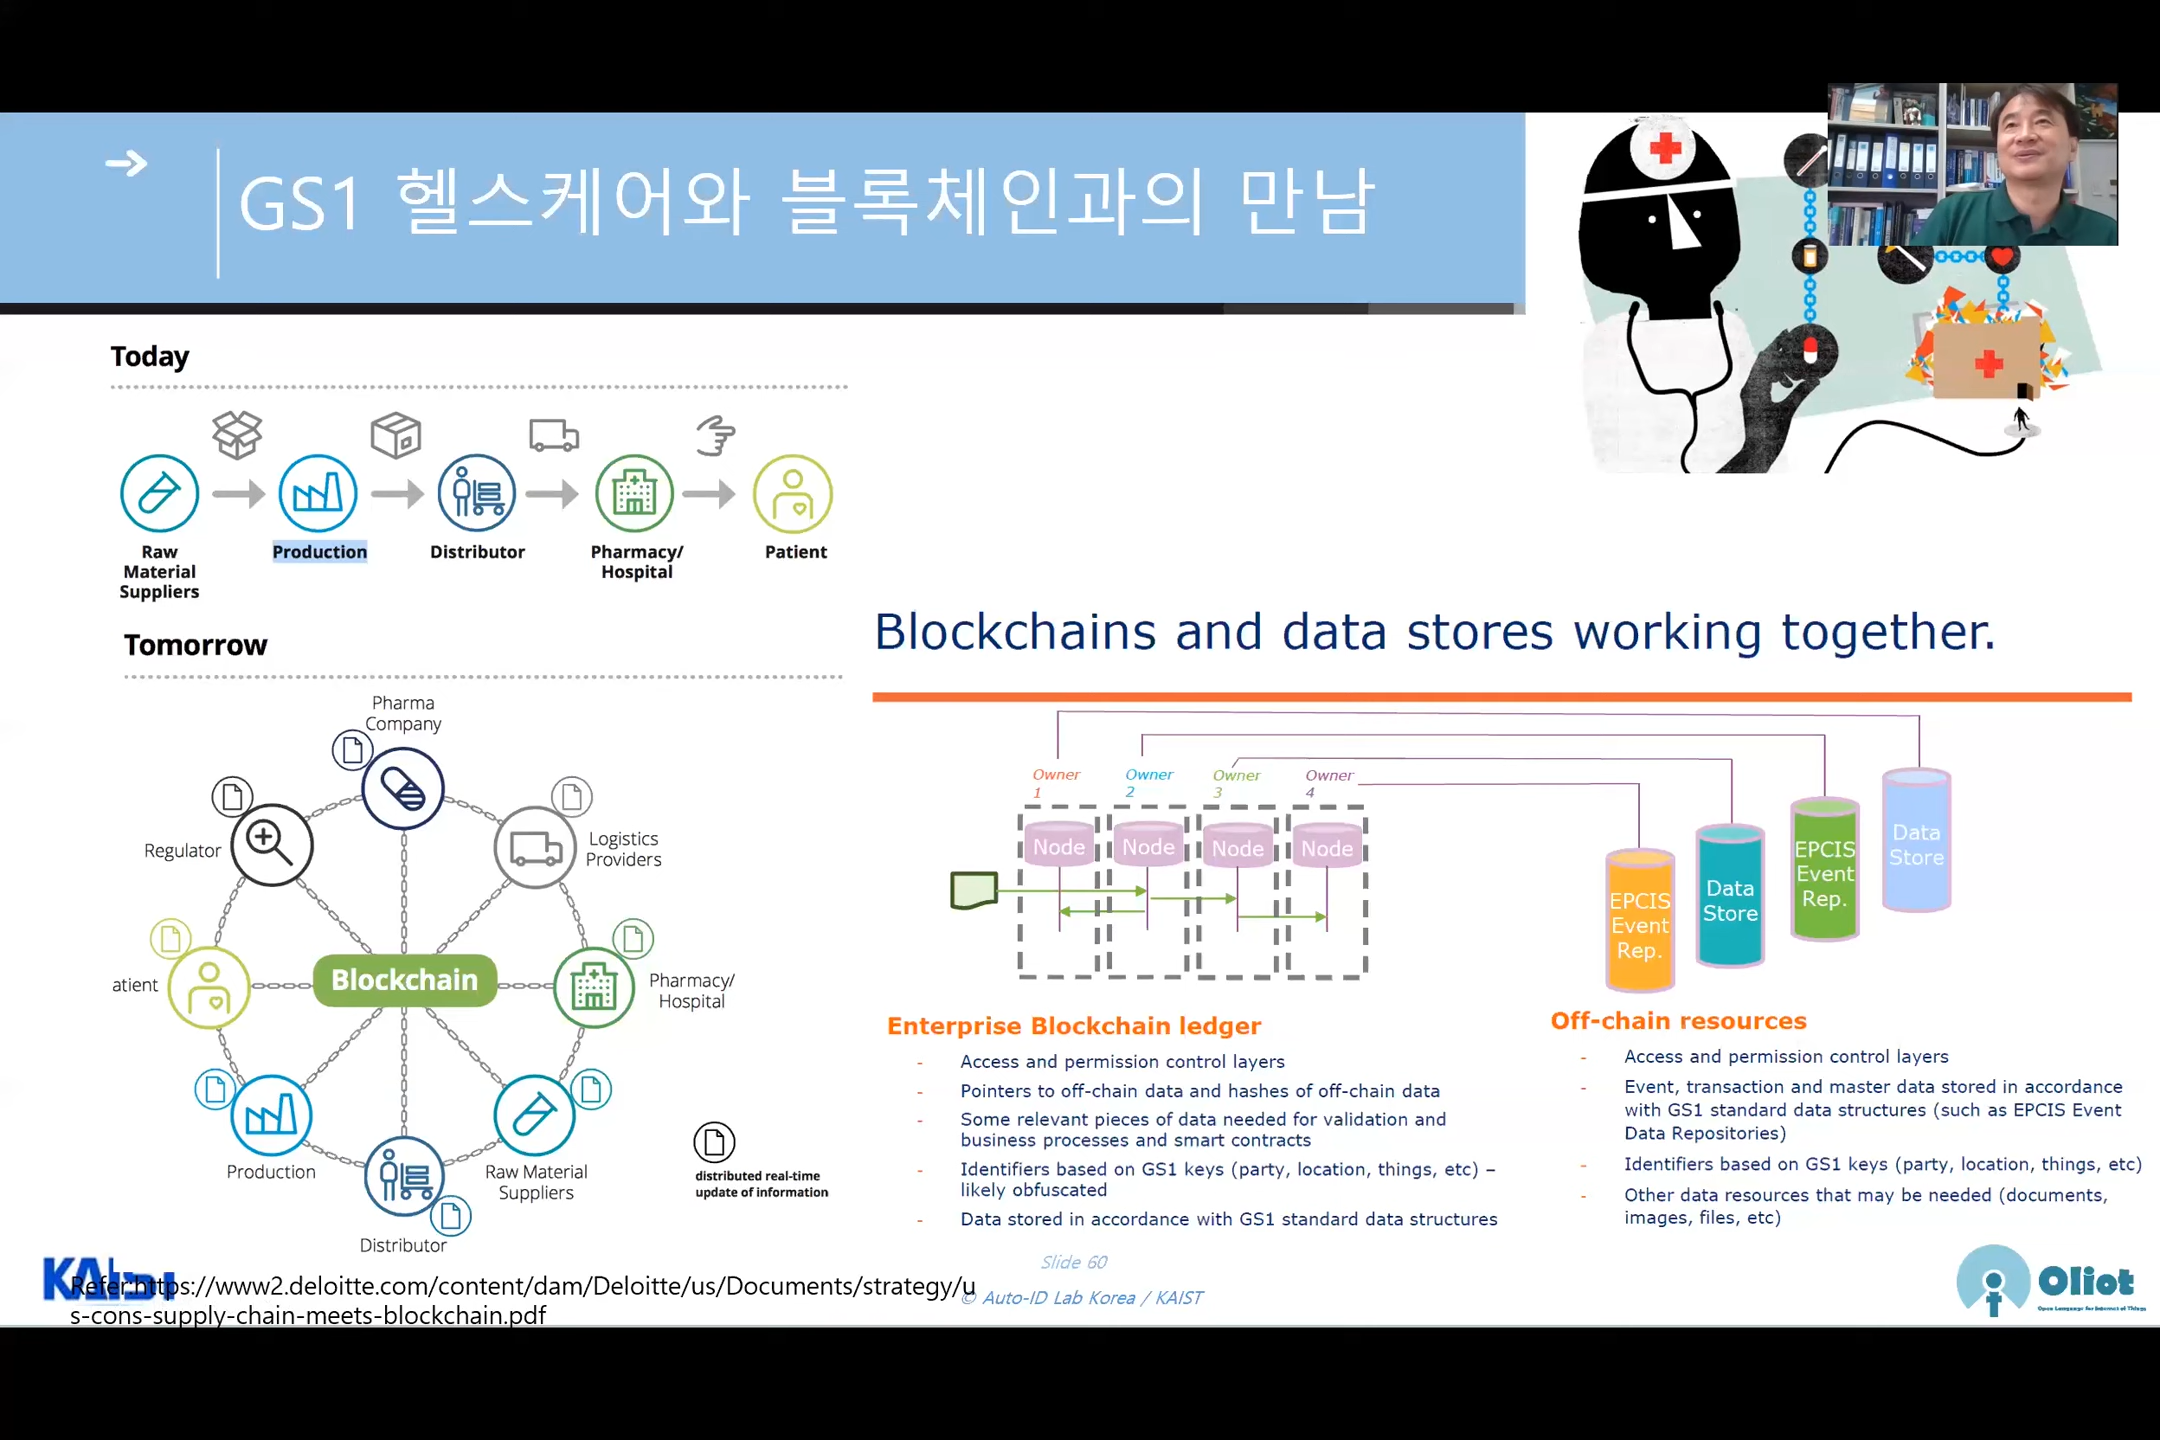 GS1 헬스케어와 블록체인과의 만남
Today
Raw
Material
Suppliers
Production
Distributor
Pharmacy/
Hospital
Patient
Tomorrow
Pharma
Company
Regulator
Logistics
Providers
atient
Blockchain
Pharmacy/
Hospital
Production
Raw Material
Suppliers
Distributor
distributed real-time
update of information
Blockchains and data stores working together.
Owner
1
Owner
2
Owner
3
Owner
4
Node
Node
Node
Node
EPCIS
Event
Rep.
Data
Store
EPCIS
Event
Rep.
Data
Store
Enterprise Blockchain ledger
- Access and permission control layers
- Pointers to off-chain data and hashes of off-chain data
- Some relevant pieces of data needed for validation and
business processes and smart contracts
- Identifiers based on GS1 keys (party, location, things, etc) –
likely obfuscated
- Data stored in accordance with GS1 standard data structures
Off-chain resources
- Access and permission control layers
- Event, transaction and master data stored in accordance
with GS1 standard data structures (such as EPCIS Event
Data Repositories)
- Identifiers based on GS1 keys (party, location, things, etc)
- Other data resources that may be needed (documents,
images, files, etc)
Slide 60
© Auto-ID Lab Korea / KAIST
KAIST
Refer:https://www2.deloitte.com/content/dam/Deloitte/us/Documents/strategy/u
s-cons-supply-chain-meets-blockchain.pdf
Oliot
Open Language for Internet of Things